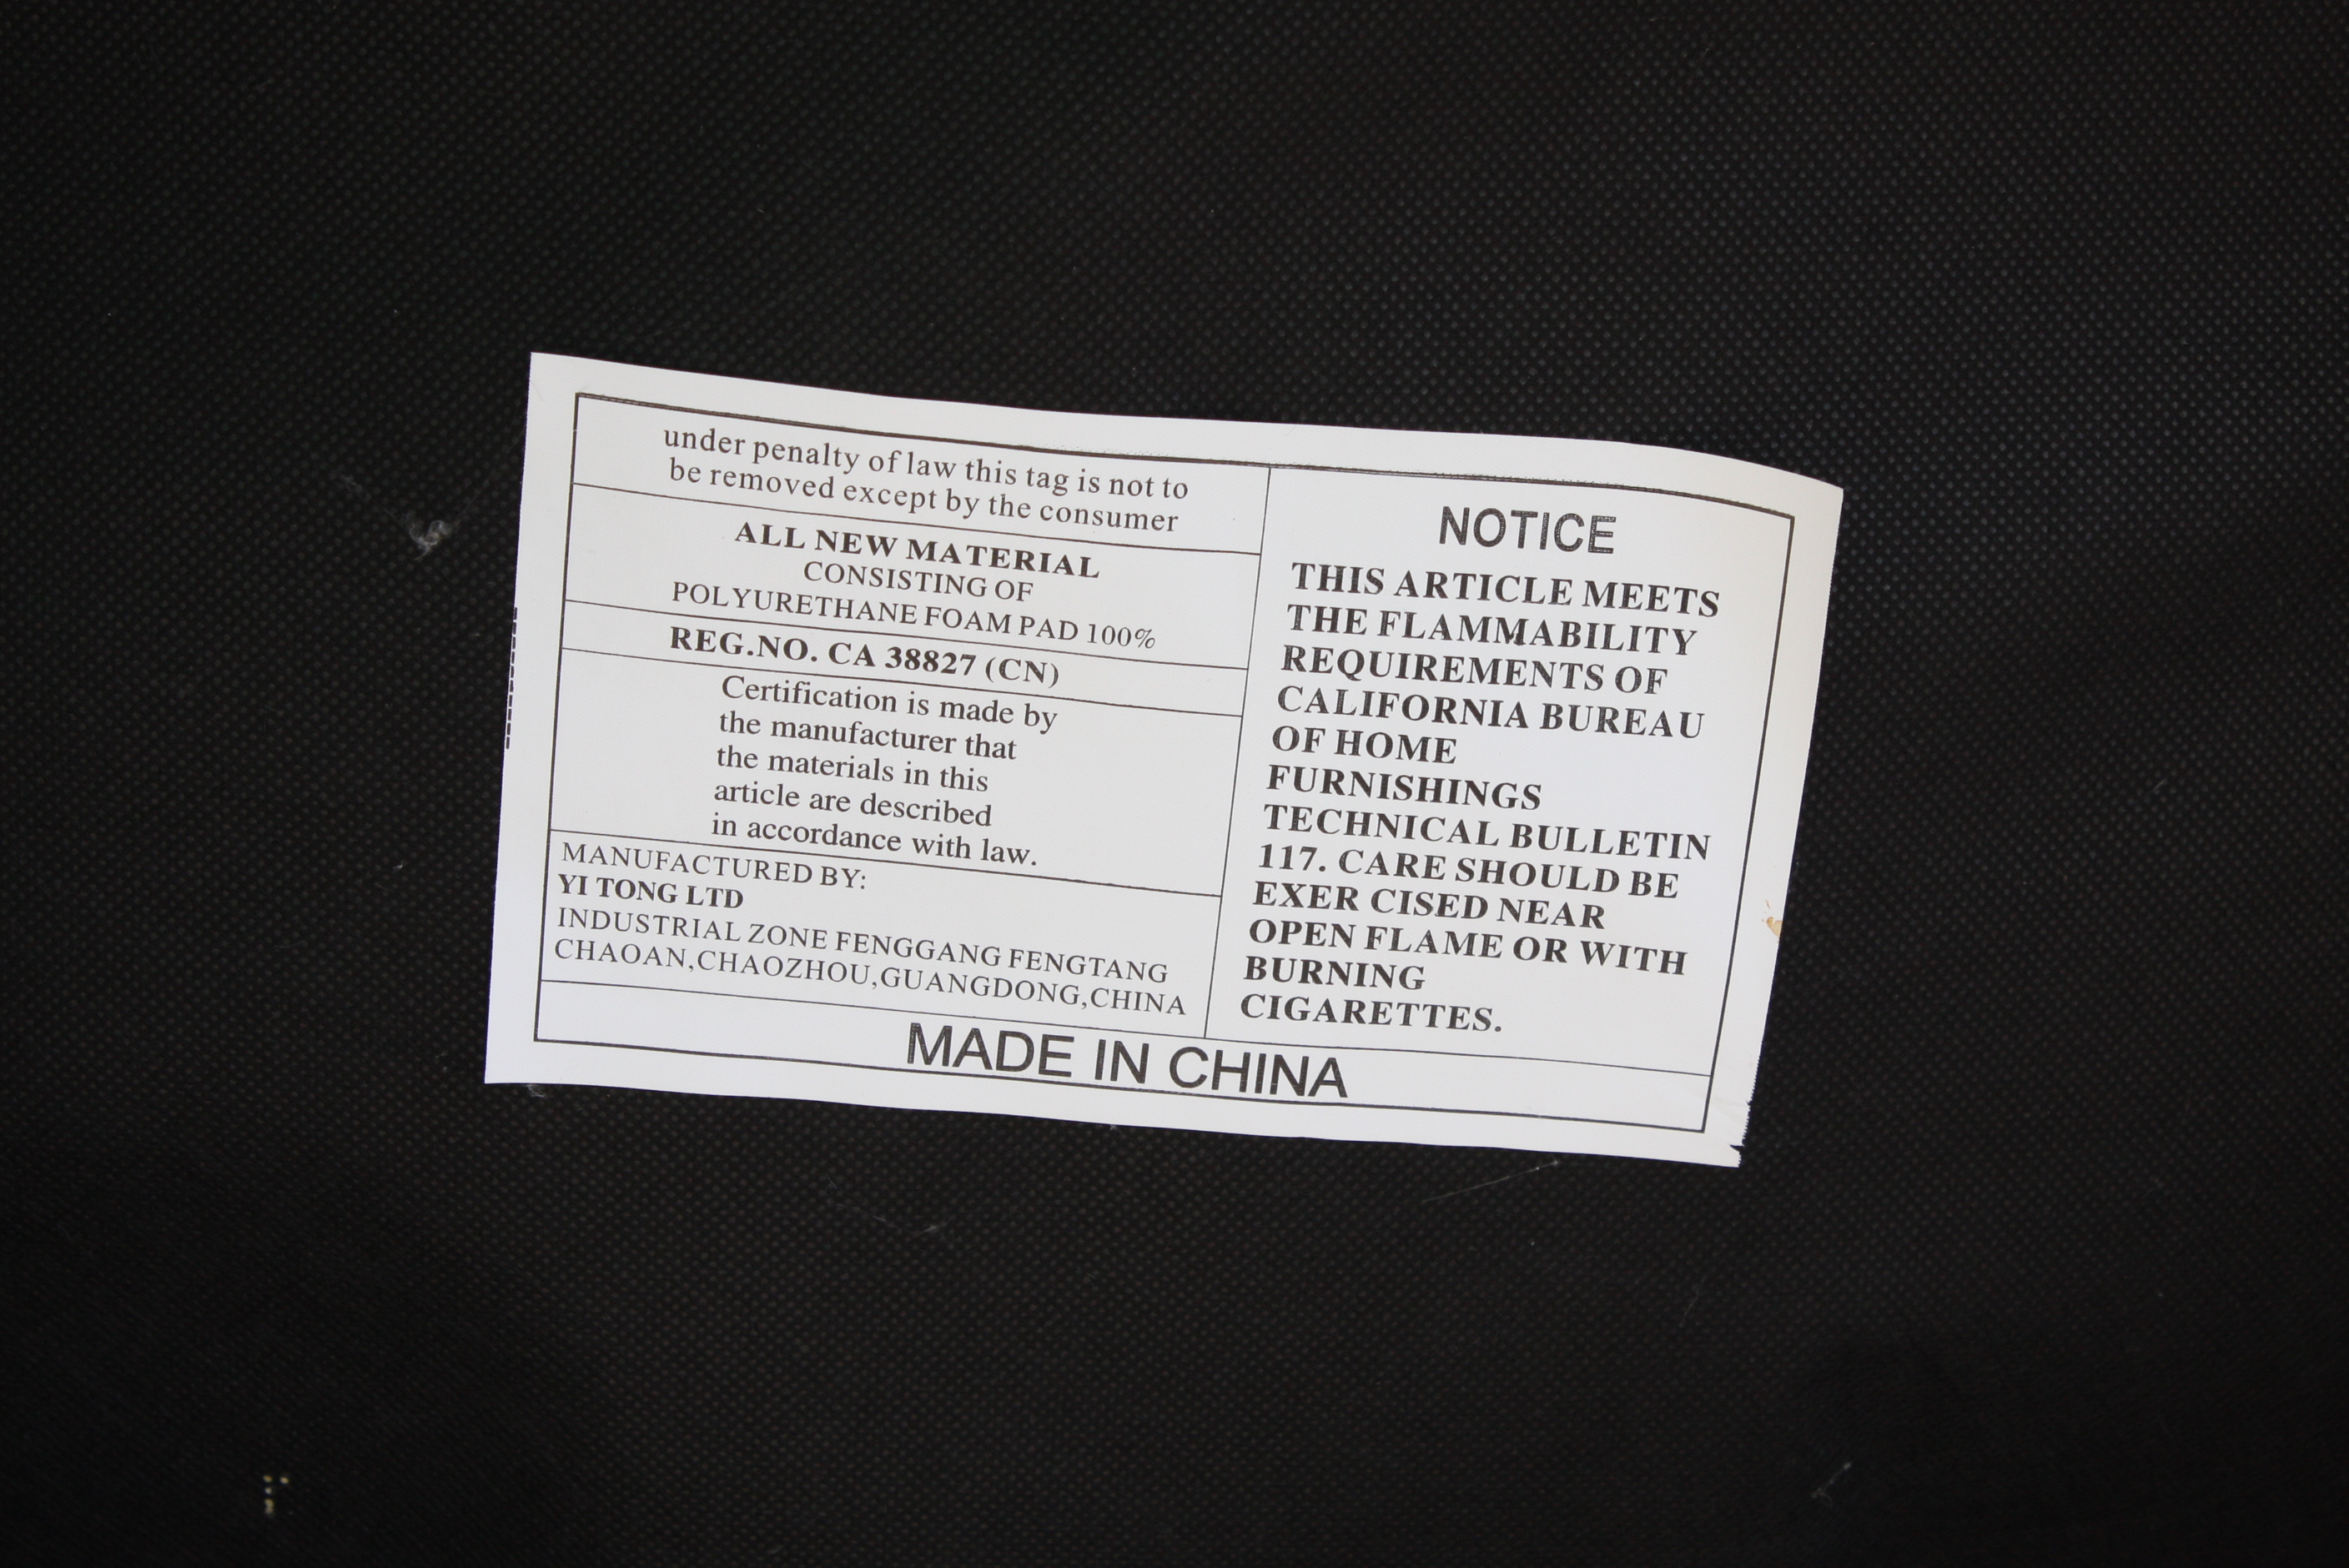 under penalty of law this tag is not to
be removed except by the consumer
ALL NEW MATERIAL
CONSISTING OF
POLYURETHANE FOAM PAD 100%
REG.NO. CA 38827 (CN)
Certification is made by
the manufacturer that
the materials in this
article are described
in accordance with law.
MANUFACTURED BY:
YI TONG LTD
INDUSTRIAL ZONE FENGGANG FENGTANG
CHAOAN,CHAOZHOU,GUANGDONG,CHINA
NOTICE
THIS ARTICLE MEETS
THE FLAMMABILITY
REQUIREMENTS OF
CALIFORNIA BUREAU
OF HOME
FURNISHINGS
TECHNICAL BULLETIN
117. CARE SHOULD BE
EXER CISED NEAR
OPEN FLAME OR WITH
BURNING
CIGARETTES.
MADE IN CHINA